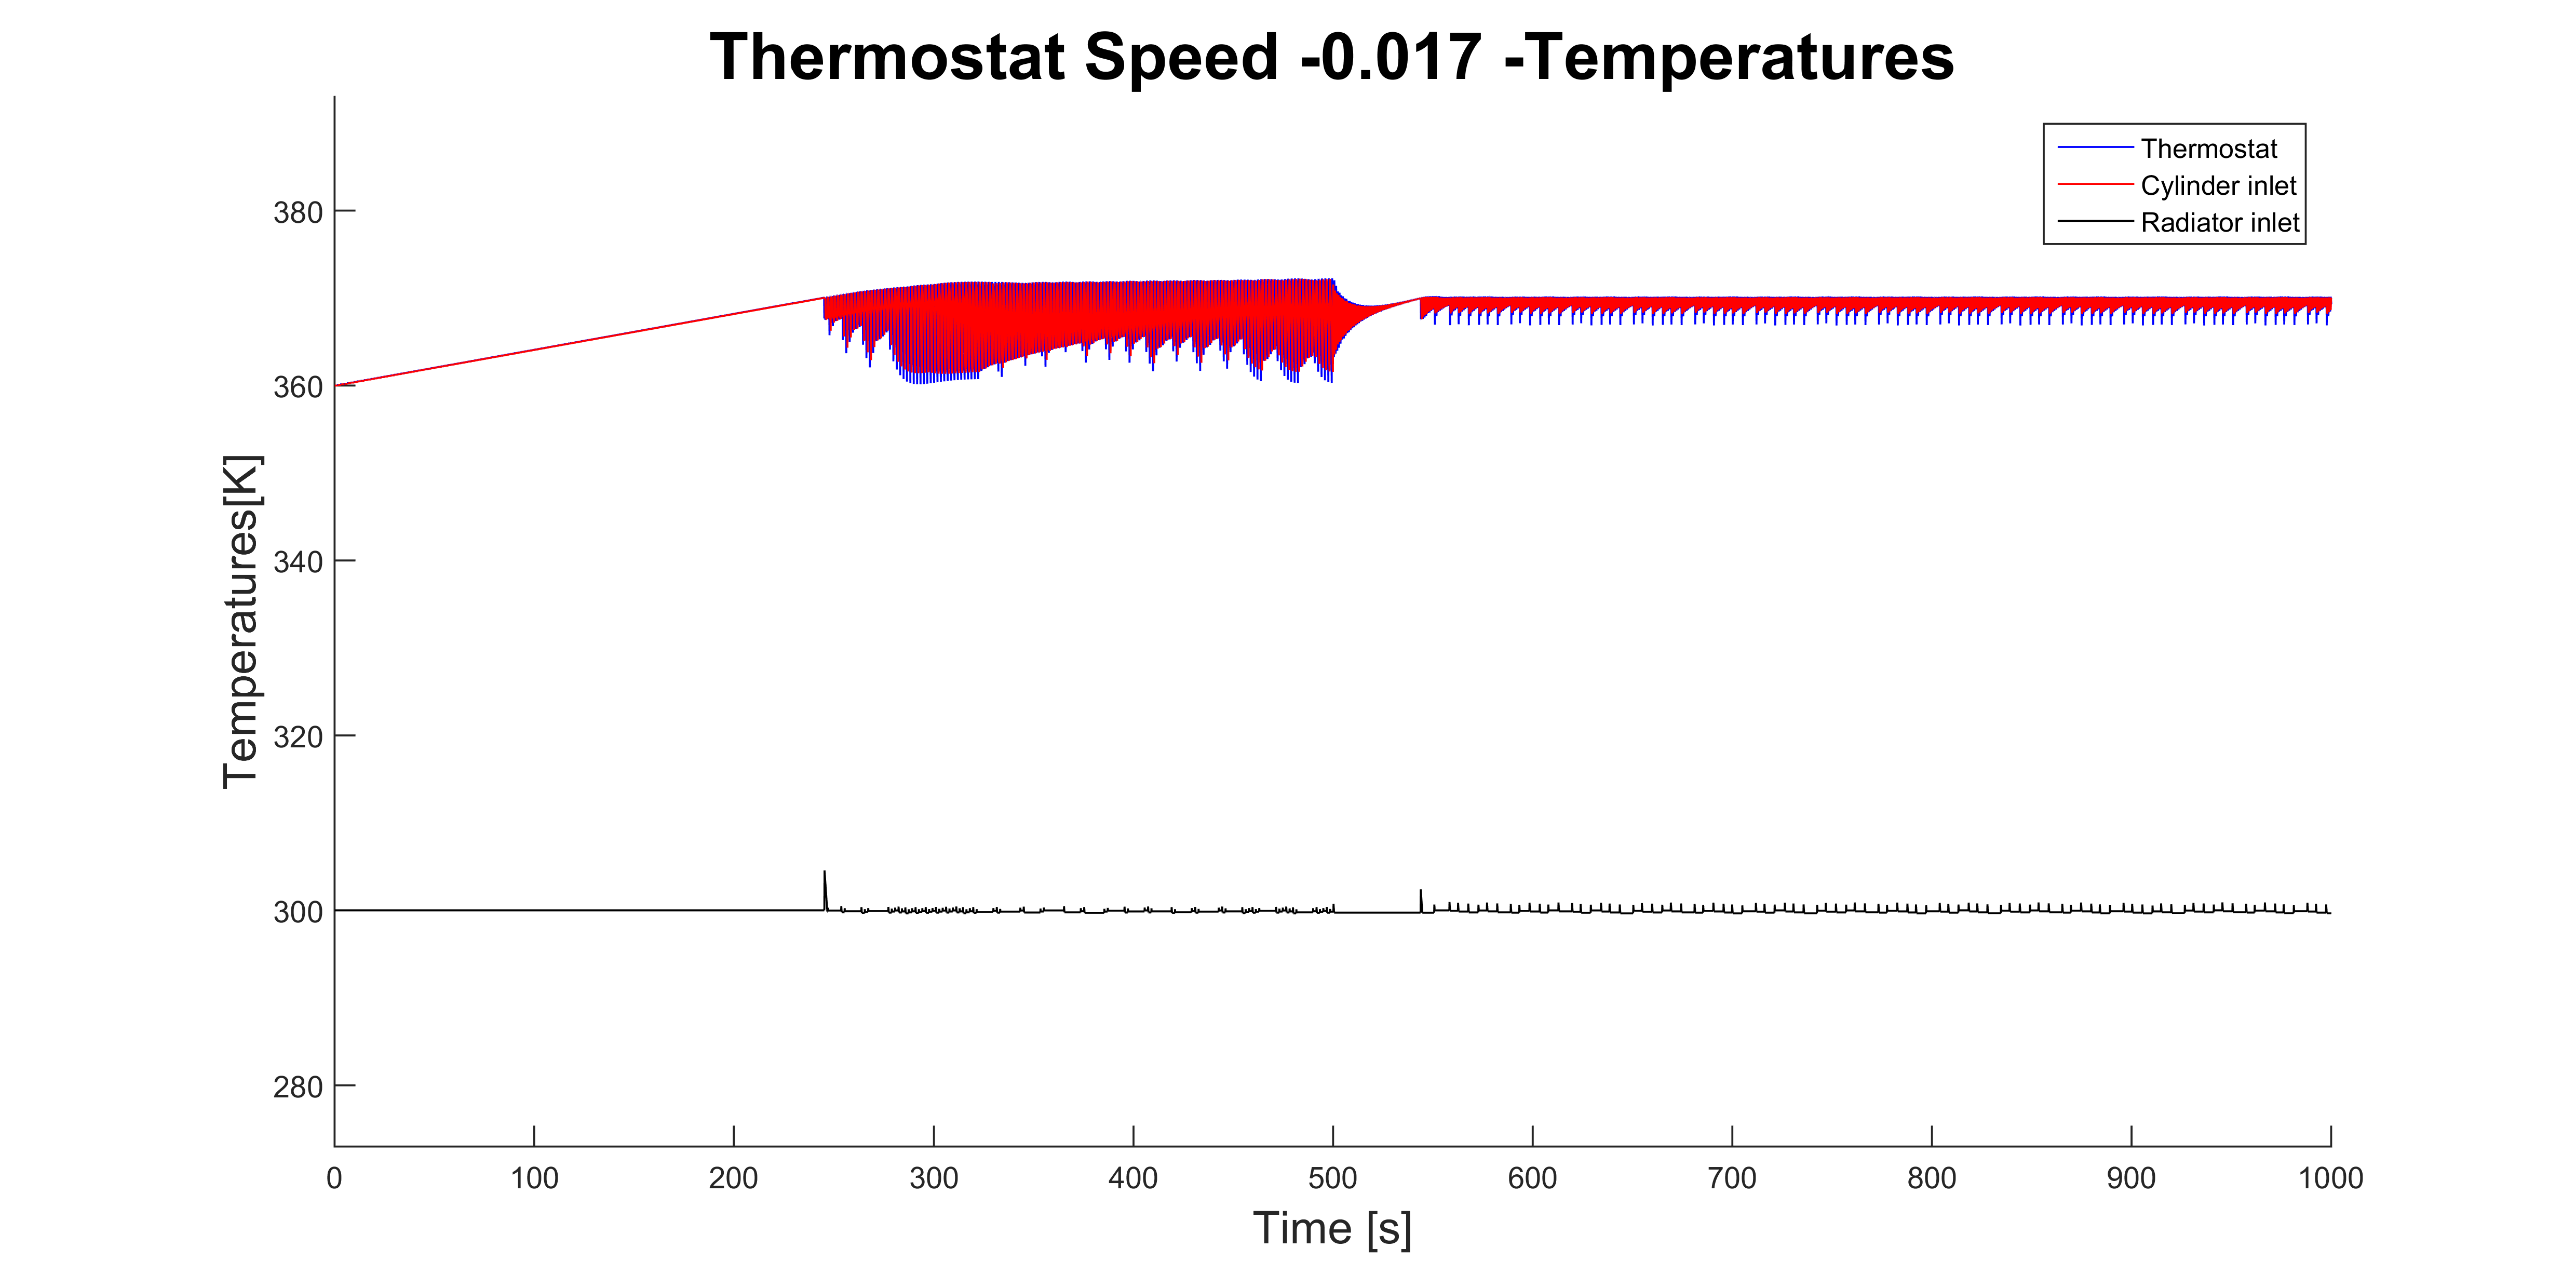 Thermostat Speed -0.017 -Temperatures
Thermostat
Cylinder inlet
Radiator inlet
Temperatures[K]
380
360
340
320
300
280
0 100 200 300 400 500 600 700 800 900 1000
Time [s]